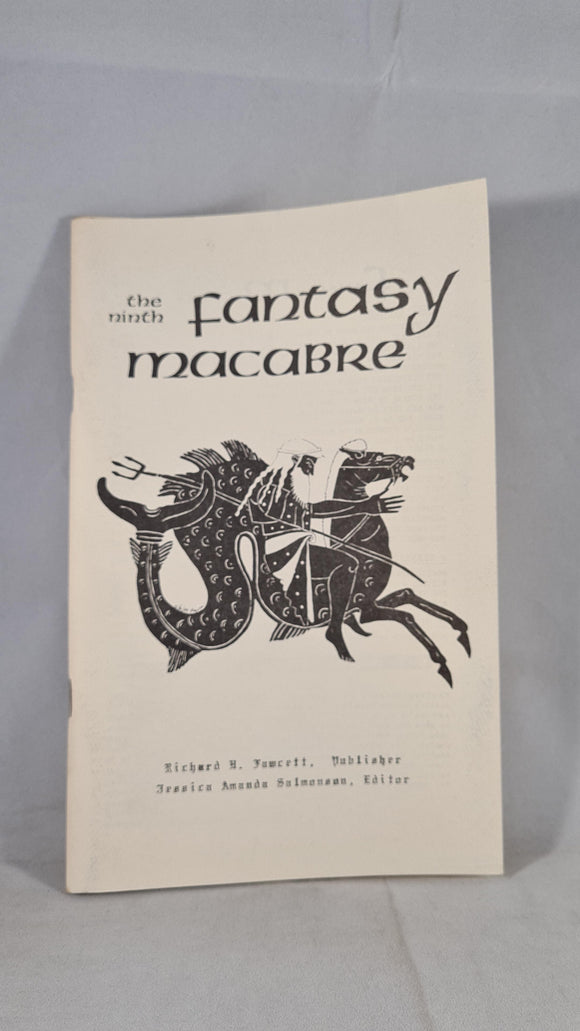 the
ninth
fantasy
macabre
Richard H. Fawcett, Publisher
Jessica Amanda Salmonson, Editor